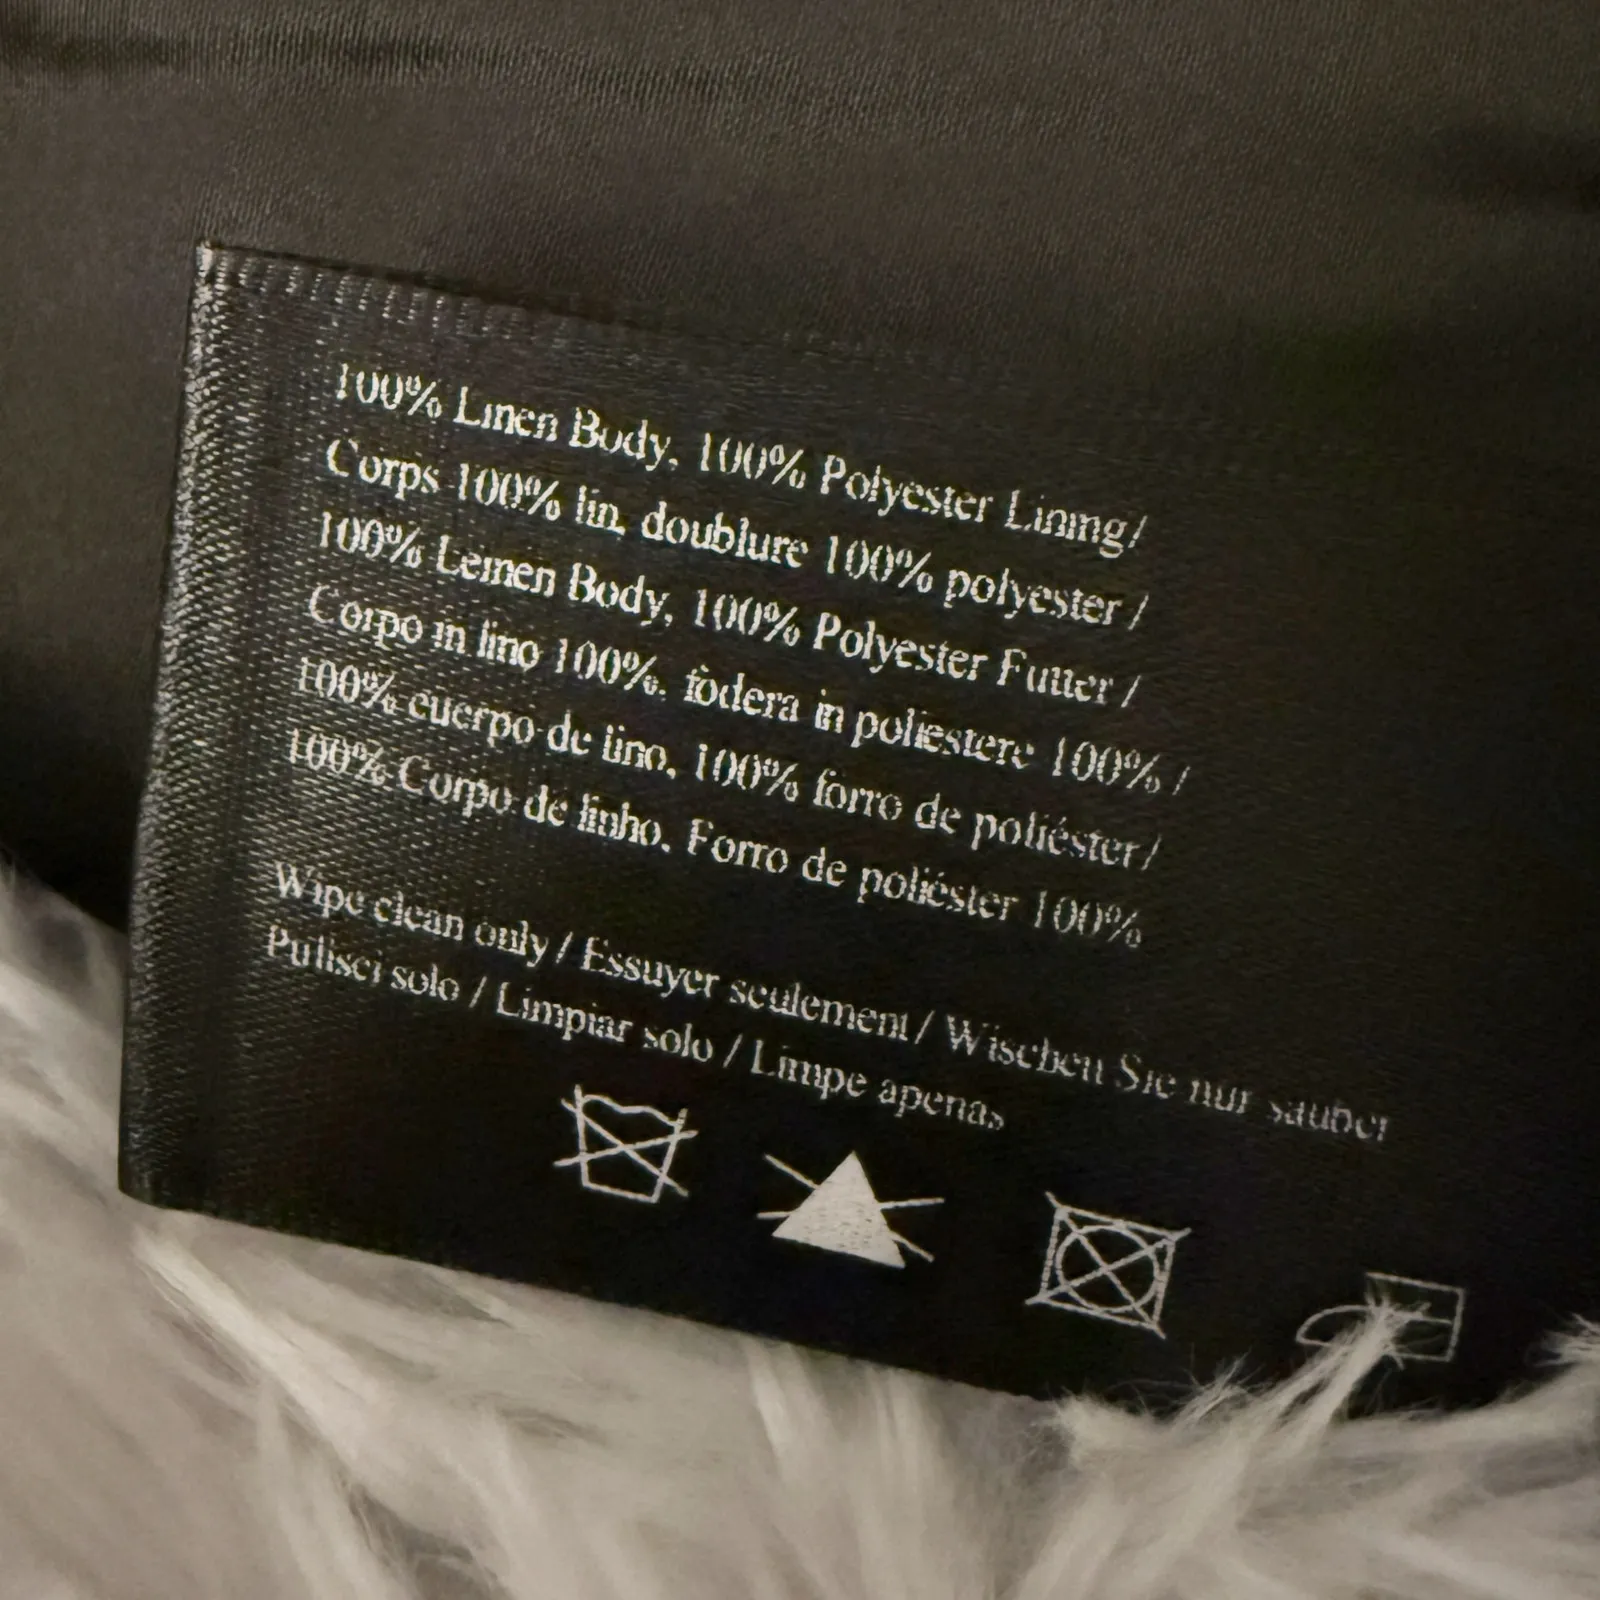 100% Linen Body, 100% Polyester Lining/
Corps 100% lin, doublure 100% polyester /
100% Leinen Body, 100% Polyester Futter /
Corpo in lino 100%, fodera in poliestere 100% /
100% cuerpo de lino, 100% forro de poliéster/
100% Corpo de linho, Forro de poliéster 100%
Wipe clean only / Essuyer seulement / Wischen Sie nur sauber
Pulisci solo / Limpiar solo / Limpe apenas